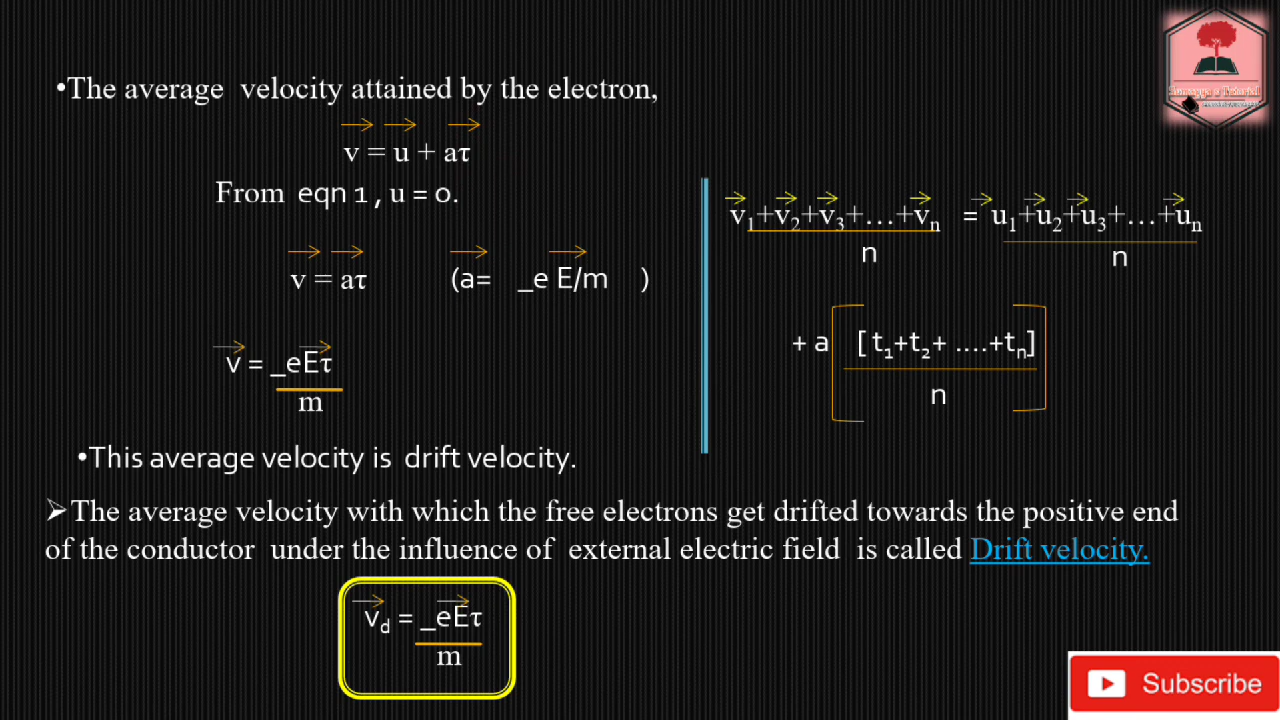 •The average velocity attained by the electron,
v = u + aτ
From eqn 1 , u = 0.
v = aτ (a= _e E/m )
v = _eEτ
m
•This average velocity is drift velocity.
v₁+v₂+v₃+...+vₙ = u₁+u₂+u₃+...+uₙ
n n
+ a [ t₁+t₂+ ....+tₙ]
n
➢The average velocity with which the free electrons get drifted towards the positive end
of the conductor under the influence of external electric field is called Drift velocity.
v_d = _eEτ
m
Subscribe